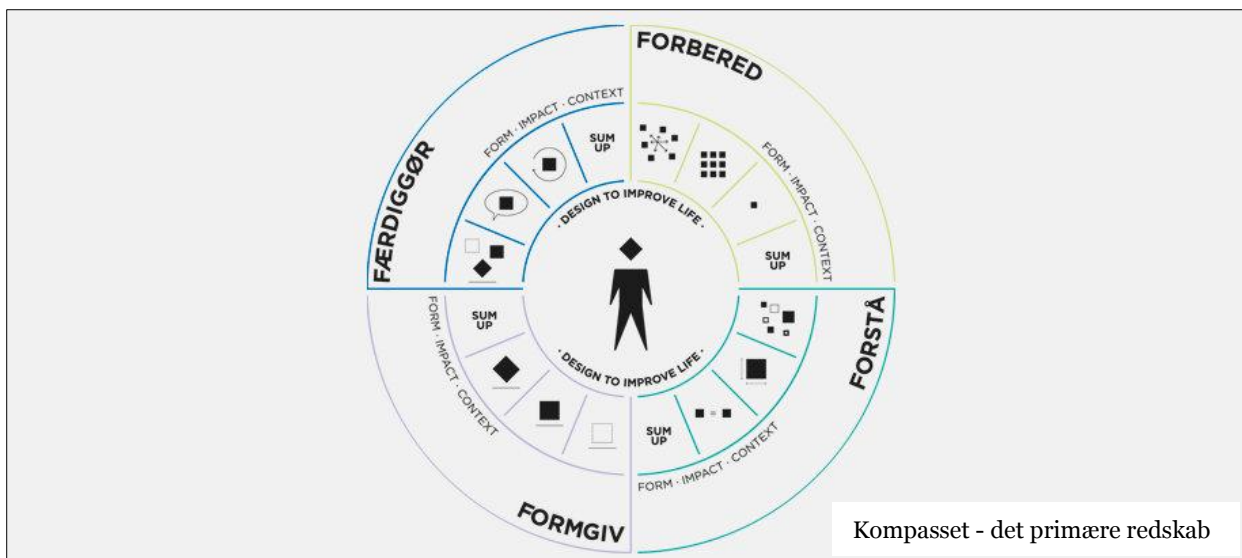 FORBERED
FORM · IMPACT · CONTEXT
SUM
UP
FORSTÅ
=
SUM
UP
FORM · IMPACT · CONTEXT
FORMGIV
SUM
UP
FORM · IMPACT · CONTEXT
FÆRDIGGØR
FORM · IMPACT · CONTEXT
SUM
UP
· DESIGN TO IMPROVE LIFE ·
· DESIGN TO IMPROVE LIFE ·
Kompasset - det primære redskab